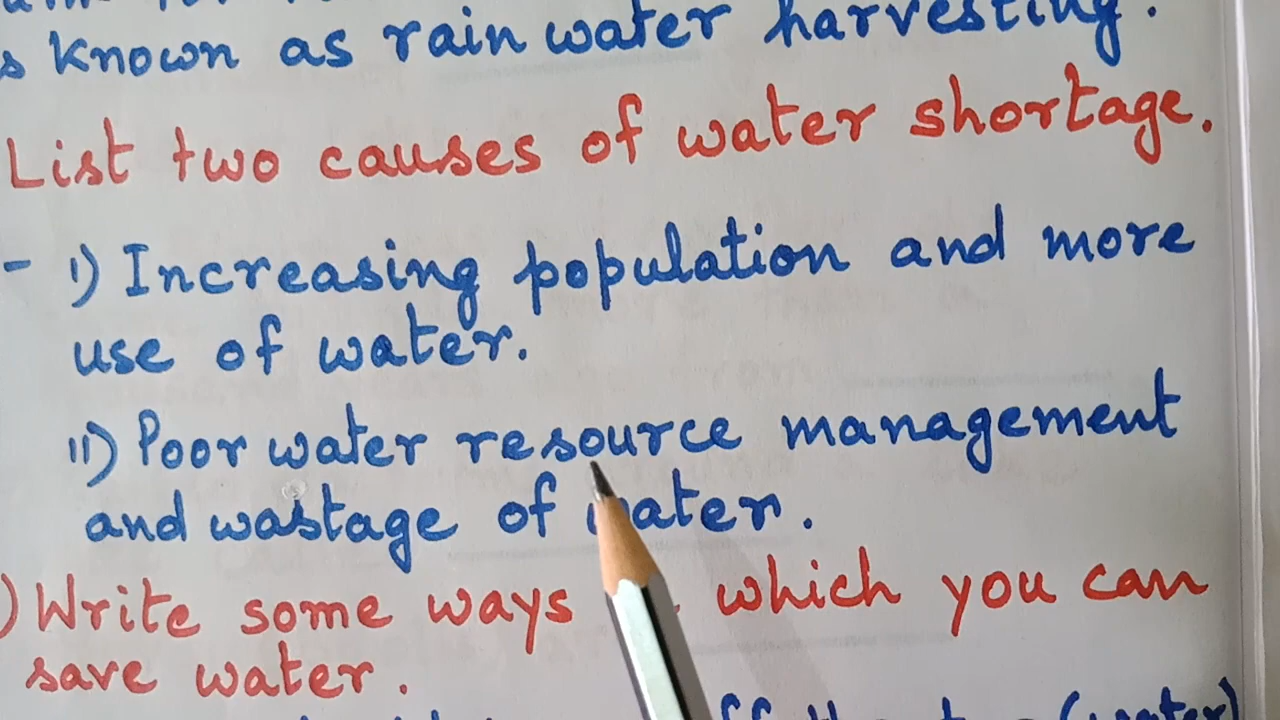 s known as rain water harvesting.
List two causes of water shortage.
- I) Increasing population and more
use of water.
II) Poor water resource management
and wastage of water.
) Write some ways which you can
save water.
(water)